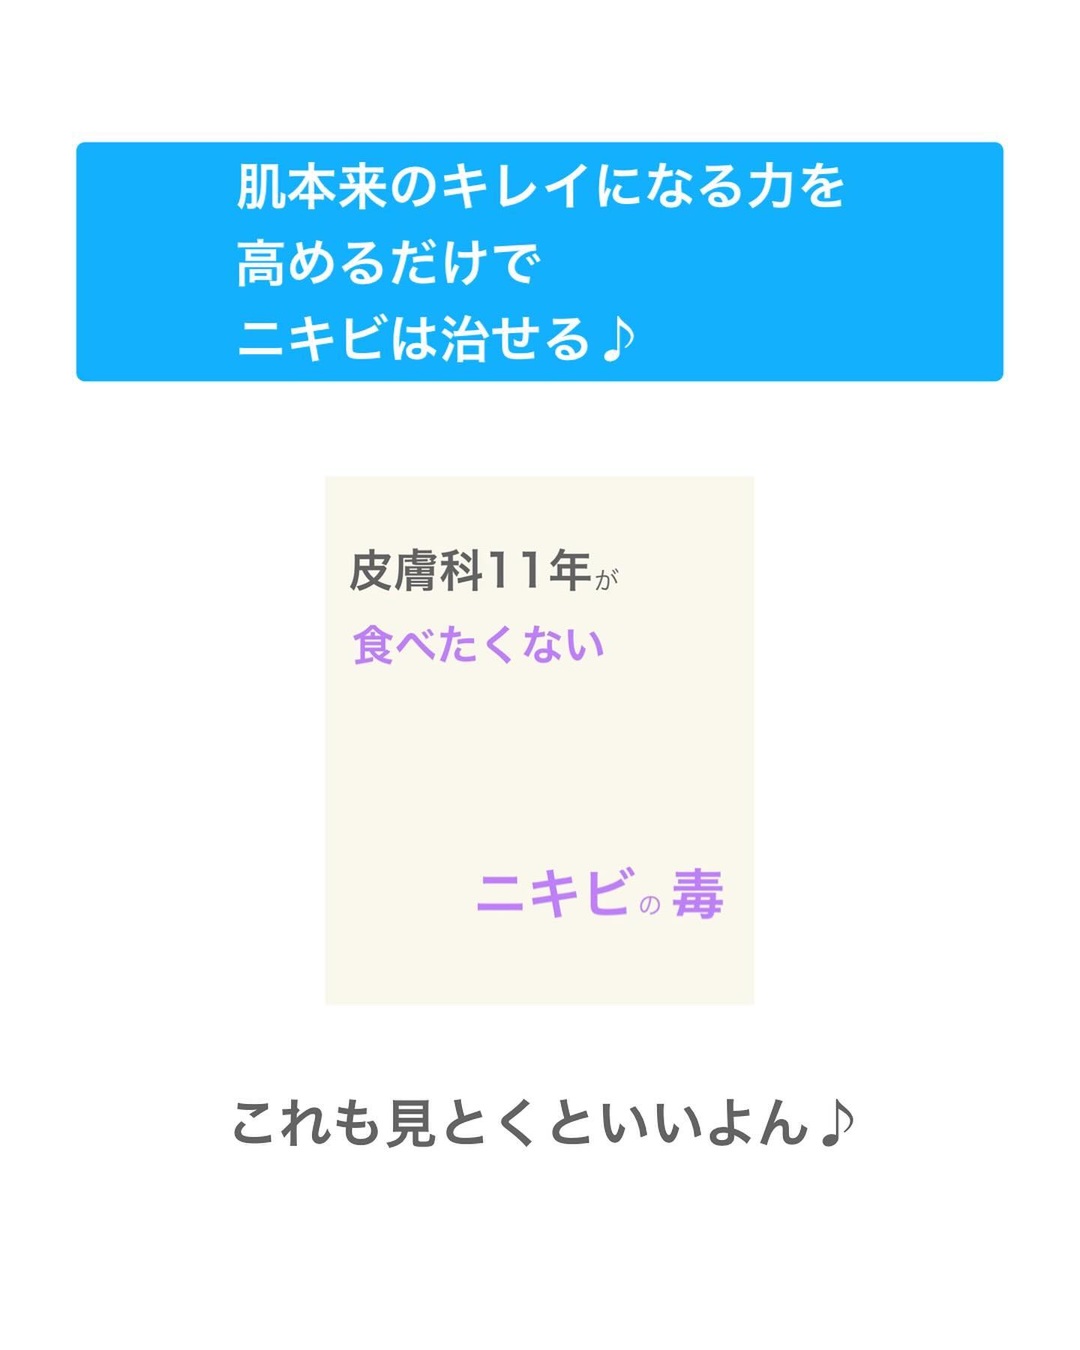 肌本来のキレイになる力を
高めるだけで
ニキビは治せる♪
皮膚科11年が
食べたくない
ニキビの毒
これも見とくといいよん♪